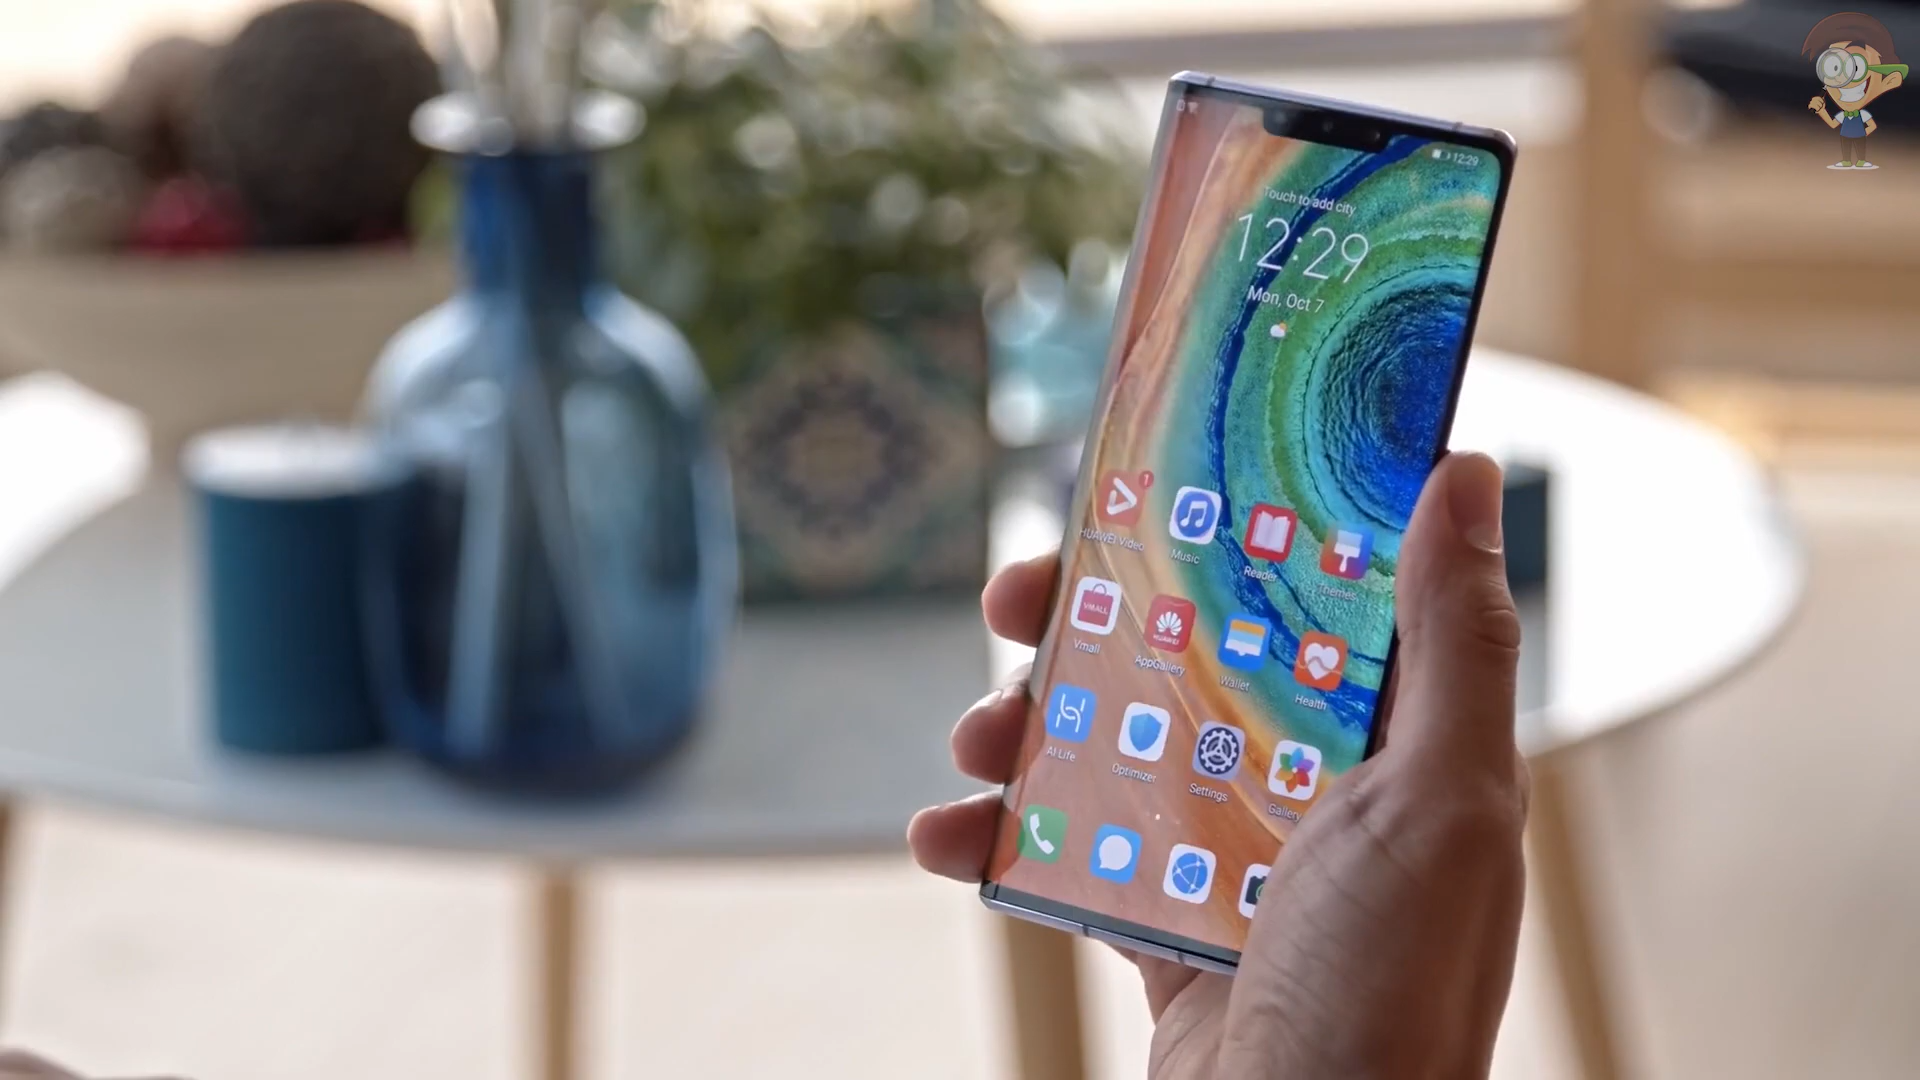 12:29
Touch to add city
12:29
Mon, Oct 7
1
HUAWEI Video
Music
Reader
Themes
VMALL
HUAWEI
Vmall
AppGallery
Wallet
Health
AI Life
Optimizer
Settings
Gallery